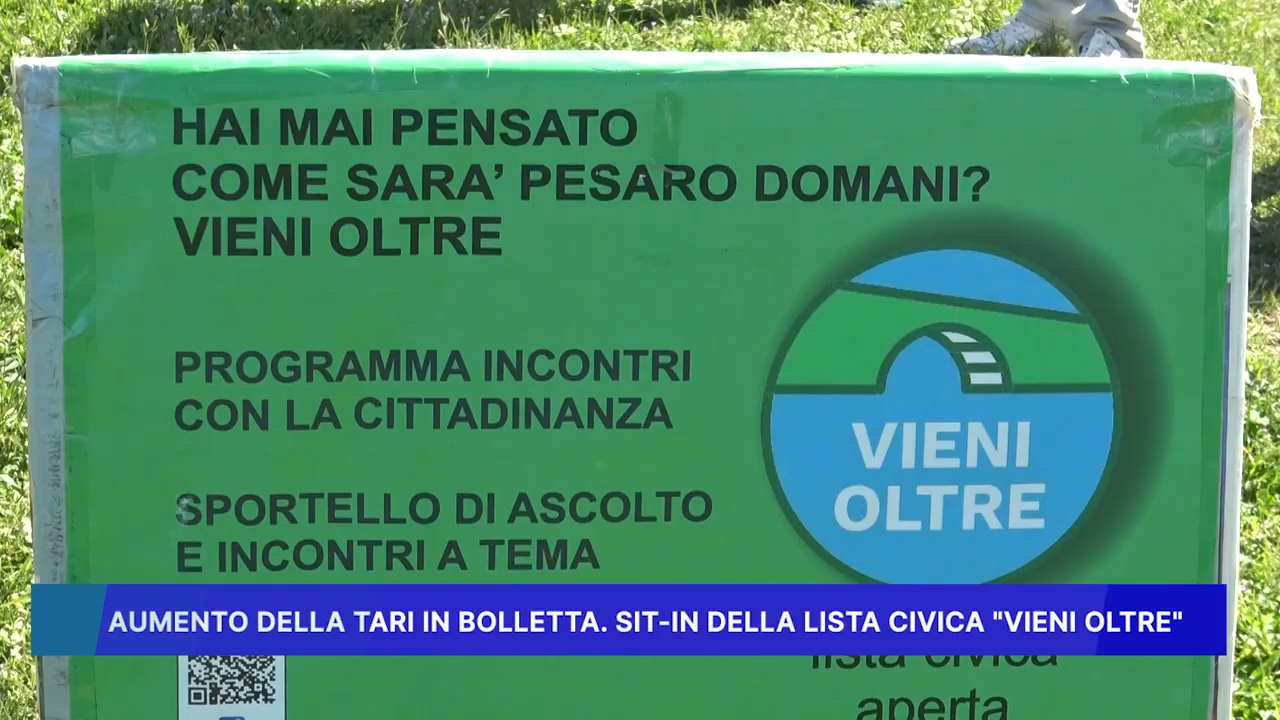 HAI MAI PENSATO
COME SARA' PESARO DOMANI?
VIENI OLTRE
PROGRAMMA INCONTRI
CON LA CITTADINANZA
SPORTELLO DI ASCOLTO
E INCONTRI A TEMA
VIENI
OLTRE
AUMENTO DELLA TARI IN BOLLETTA. SIT-IN DELLA LISTA CIVICA "VIENI OLTRE"
lista civica
aperta